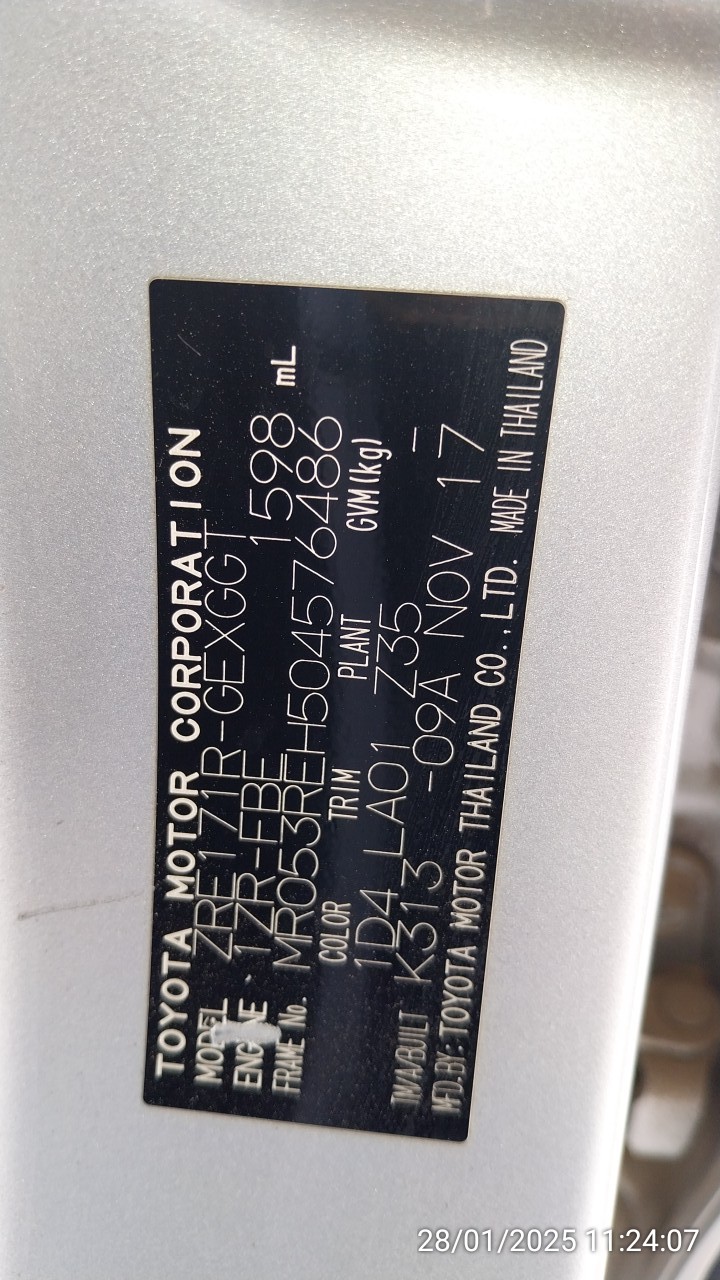 TOYOTA MOTOR CORPORATION
MODEL ZRE171R-GEXGGT
ENGINE 1ZR-FBE 1598 mL
FRAME No. MR053REH504576486
COLOR TRIM PLANT GVM(kg)
1D4 LA01 Z35 —
TM/A/BUILT K313 -09A NOV 17
MFD.BY: TOYOTA MOTOR THAILAND CO.,LTD. MADE IN THAILAND
28/01/2025 11:24:07